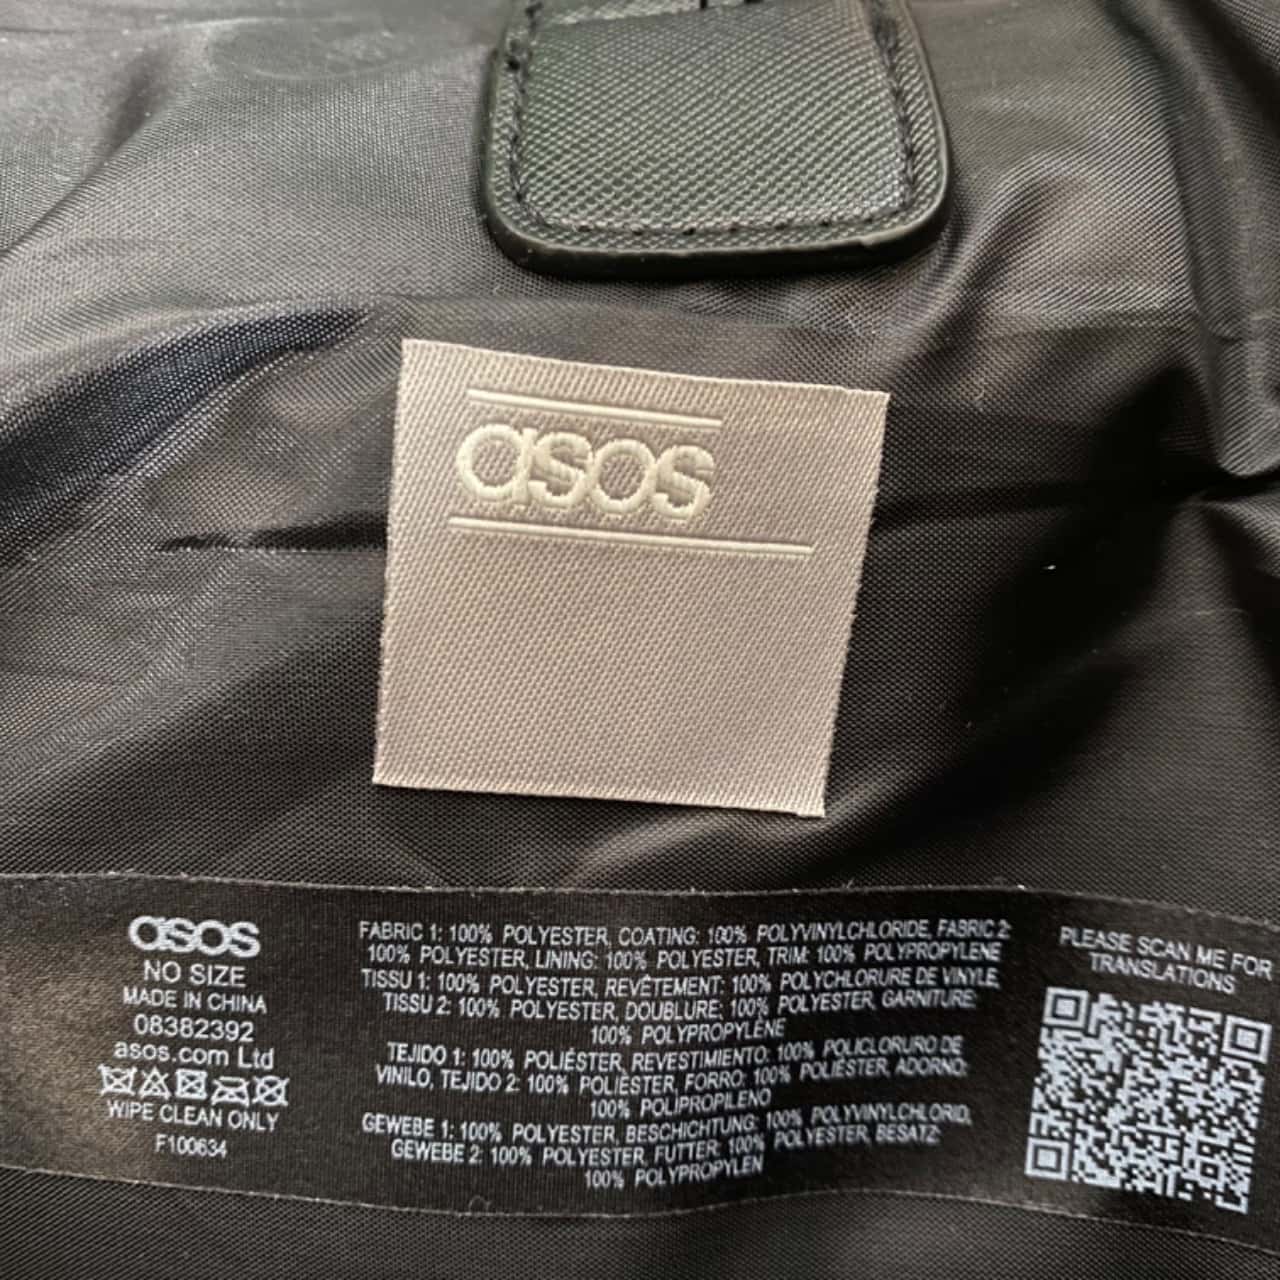 asos
asos
NO SIZE
MADE IN CHINA
08382392
asos.com Ltd
WIPE CLEAN ONLY
F100634
FABRIC 1: 100% POLYESTER, COATING: 100% POLYVINYLCHLORIDE, FABRIC 2:
100% POLYESTER, LINING: 100% POLYESTER, TRIM: 100% POLYPROPYLENE
TISSU 1: 100% POLYESTER, REVÊTEMENT: 100% POLYCHLORURE DE VINYLE,
TISSU 2: 100% POLYESTER, DOUBLURE: 100% POLYESTER, GARNITURE:
100% POLYPROPYLÈNE
TEJIDO 1: 100% POLIÉSTER, REVESTIMIENTO: 100% POLICLORURO DE
VINILO, TEJIDO 2: 100% POLIÉSTER, FORRO: 100% POLIÉSTER, ADORNO:
100% POLIPROPILENO
GEWEBE 1: 100% POLYESTER, BESCHICHTUNG: 100% POLYVINYLCHLORID,
GEWEBE 2: 100% POLYESTER, FUTTER: 100% POLYESTER, BESATZ:
100% POLYPROPYLEN
PLEASE SCAN ME FOR
TRANSLATIONS